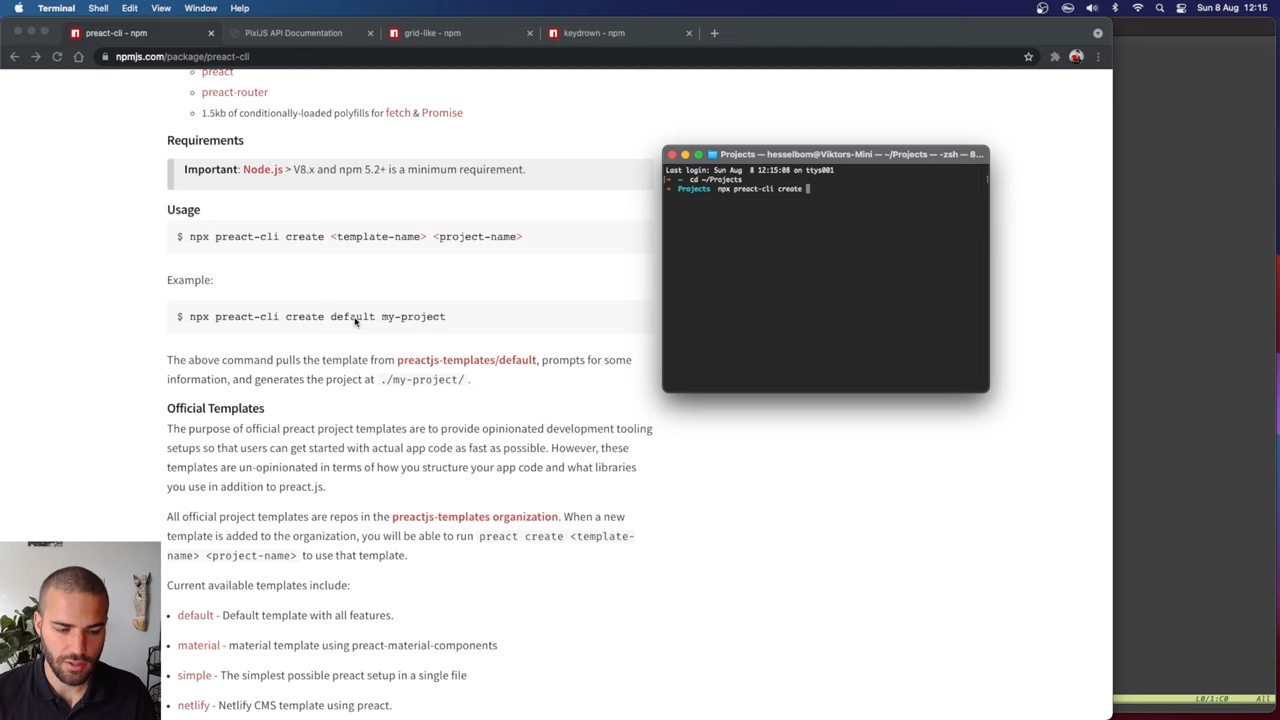 Terminal Shell Edit View Window Help Sun 8 Aug 12:15
preact-cli - npm PixiJS API Documentation grid-like - npm keydrown - npm
npmjs.com/package/preact-cli
preact
preact-router
1.5kb of conditionally-loaded polyfills for fetch & Promise
Requirements
Important: Node.js > V8.x and npm 5.2+ is a minimum requirement.
Usage
$ npx preact-cli create <template-name> <project-name>
Example:
$ npx preact-cli create default my-project
The above command pulls the template from preactjs-templates/default, prompts for some
information, and generates the project at ./my-project/ .
Official Templates
The purpose of official preact project templates are to provide opinionated development tooling
setups so that users can get started with actual app code as fast as possible. However, these
templates are un-opinionated in terms of how you structure your app code and what libraries
you use in addition to preact.js.
All official project templates are repos in the preactjs-templates organization. When a new
template is added to the organization, you will be able to run preact create <template-
name> <project-name> to use that template.
Current available templates include:
default - Default template with all features.
material - material template using preact-material-components
simple - The simplest possible preact setup in a single file
netlify - Netlify CMS template using preact.
Projects — hesselbom@Viktors-Mini — ~/Projects — -zsh — 8...
Last login: Sun Aug 8 12:15:08 on ttys001
~ cd ~/Projects
Projects npx preact-cli create
L0/1:C0 All